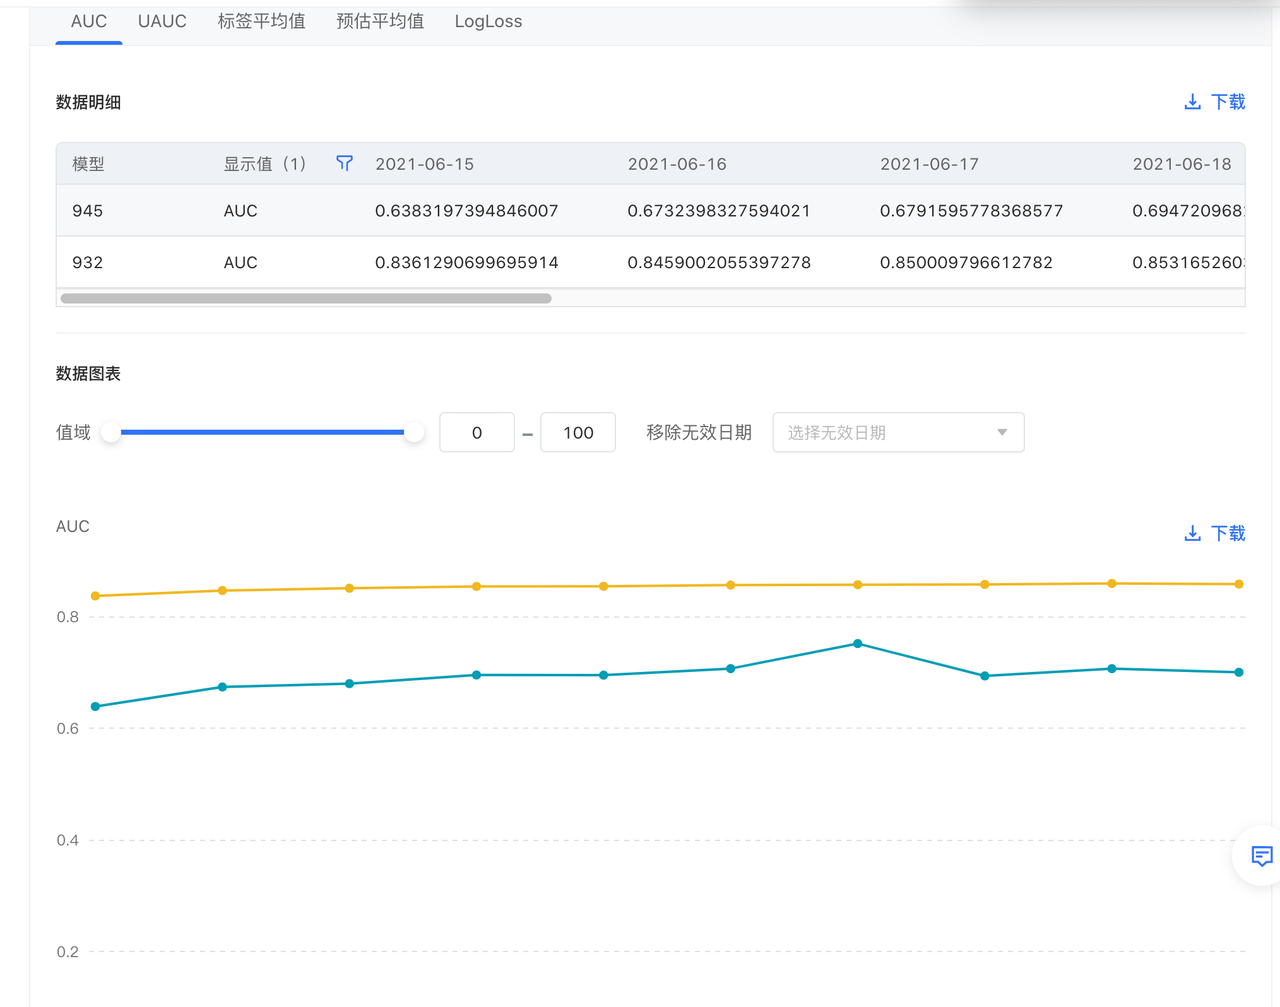 AUC UAUC 标签平均值 预估平均值 LogLoss
数据明细 下载
模型 显示值（1） 2021-06-15 2021-06-16 2021-06-17 2021-06-18
945 AUC 0.6383197394846007 0.6732398327594021 0.6791595778368577 0.694720968
932 AUC 0.8361290699695914 0.8459002055397278 0.850009796612782 0.853165260
数据图表
值域 0 – 100 移除无效日期 选择无效日期
AUC 下载
0.8
0.6
0.4
0.2